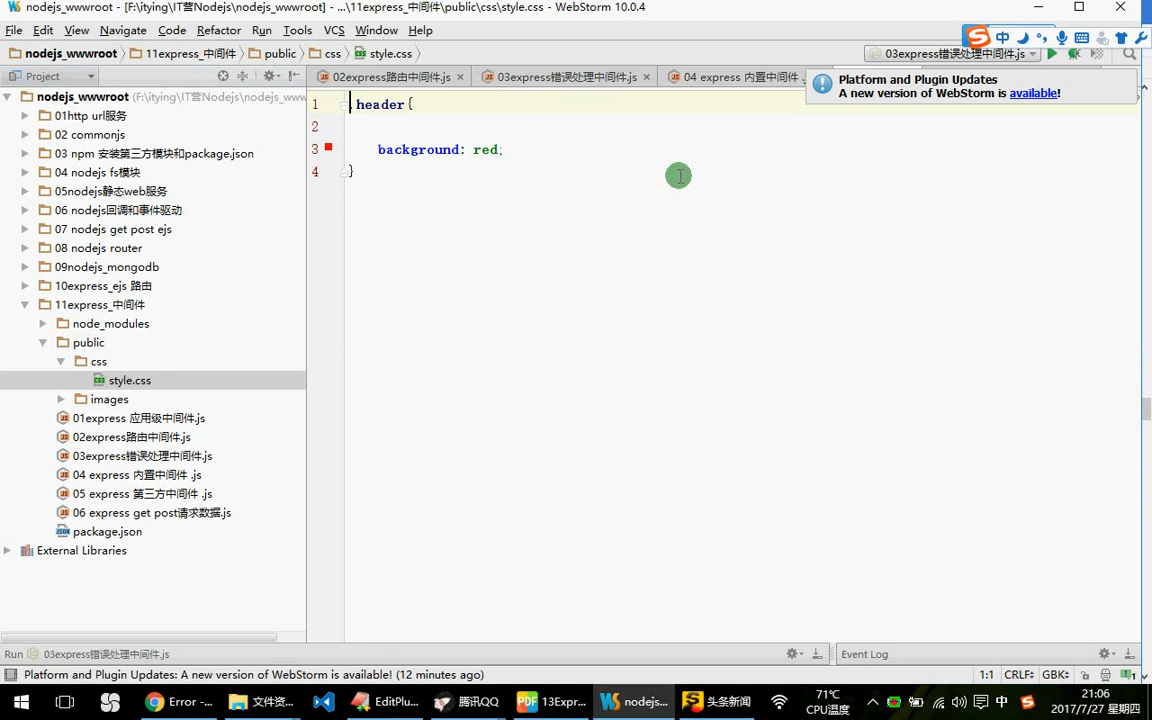 nodejs_wwwroot - [F:\itying\IT营Nodejs\nodejs_wwwroot] - ...\11express_中间件\public\css\style.css - WebStorm 10.0.4
File Edit View Navigate Code Refactor Run Tools VCS Window Help
中
nodejs_wwwroot 11express_中间件 public css style.css 03express错误处理中间件.js
Project 02express路由中间件.js 03express错误处理中间件.js 04 express 内置中间件
Platform and Plugin Updates
A new version of WebStorm is available!
nodejs_wwwroot (F:\itying\IT营Nodejs\nodejs_www
01http url服务
02 commonjs
03 npm 安装第三方模块和package.json
04 nodejs fs模块
05nodejs静态web服务
06 nodejs回调和事件驱动
07 nodejs get post ejs
08 nodejs router
09nodejs_mongodb
10express_ejs 路由
11express_中间件
node_modules
public
css
style.css
images
01express 应用级中间件.js
02express路由中间件.js
03express错误处理中间件.js
04 express 内置中间件 .js
05 express 第三方中间件 .js
06 express get post请求数据.js
package.json
External Libraries
1 .header{
2
3 background: red;
4 }
Run 03express错误处理中间件.js Event Log
Platform and Plugin Updates: A new version of WebStorm is available! (12 minutes ago) 1:1 CRLF GBK
Error -... 文件资... EditPlu... 腾讯QQ 13Expr... nodejs... 头条新闻 71℃ 中 21:06
CPU温度 2017/7/27 星期四